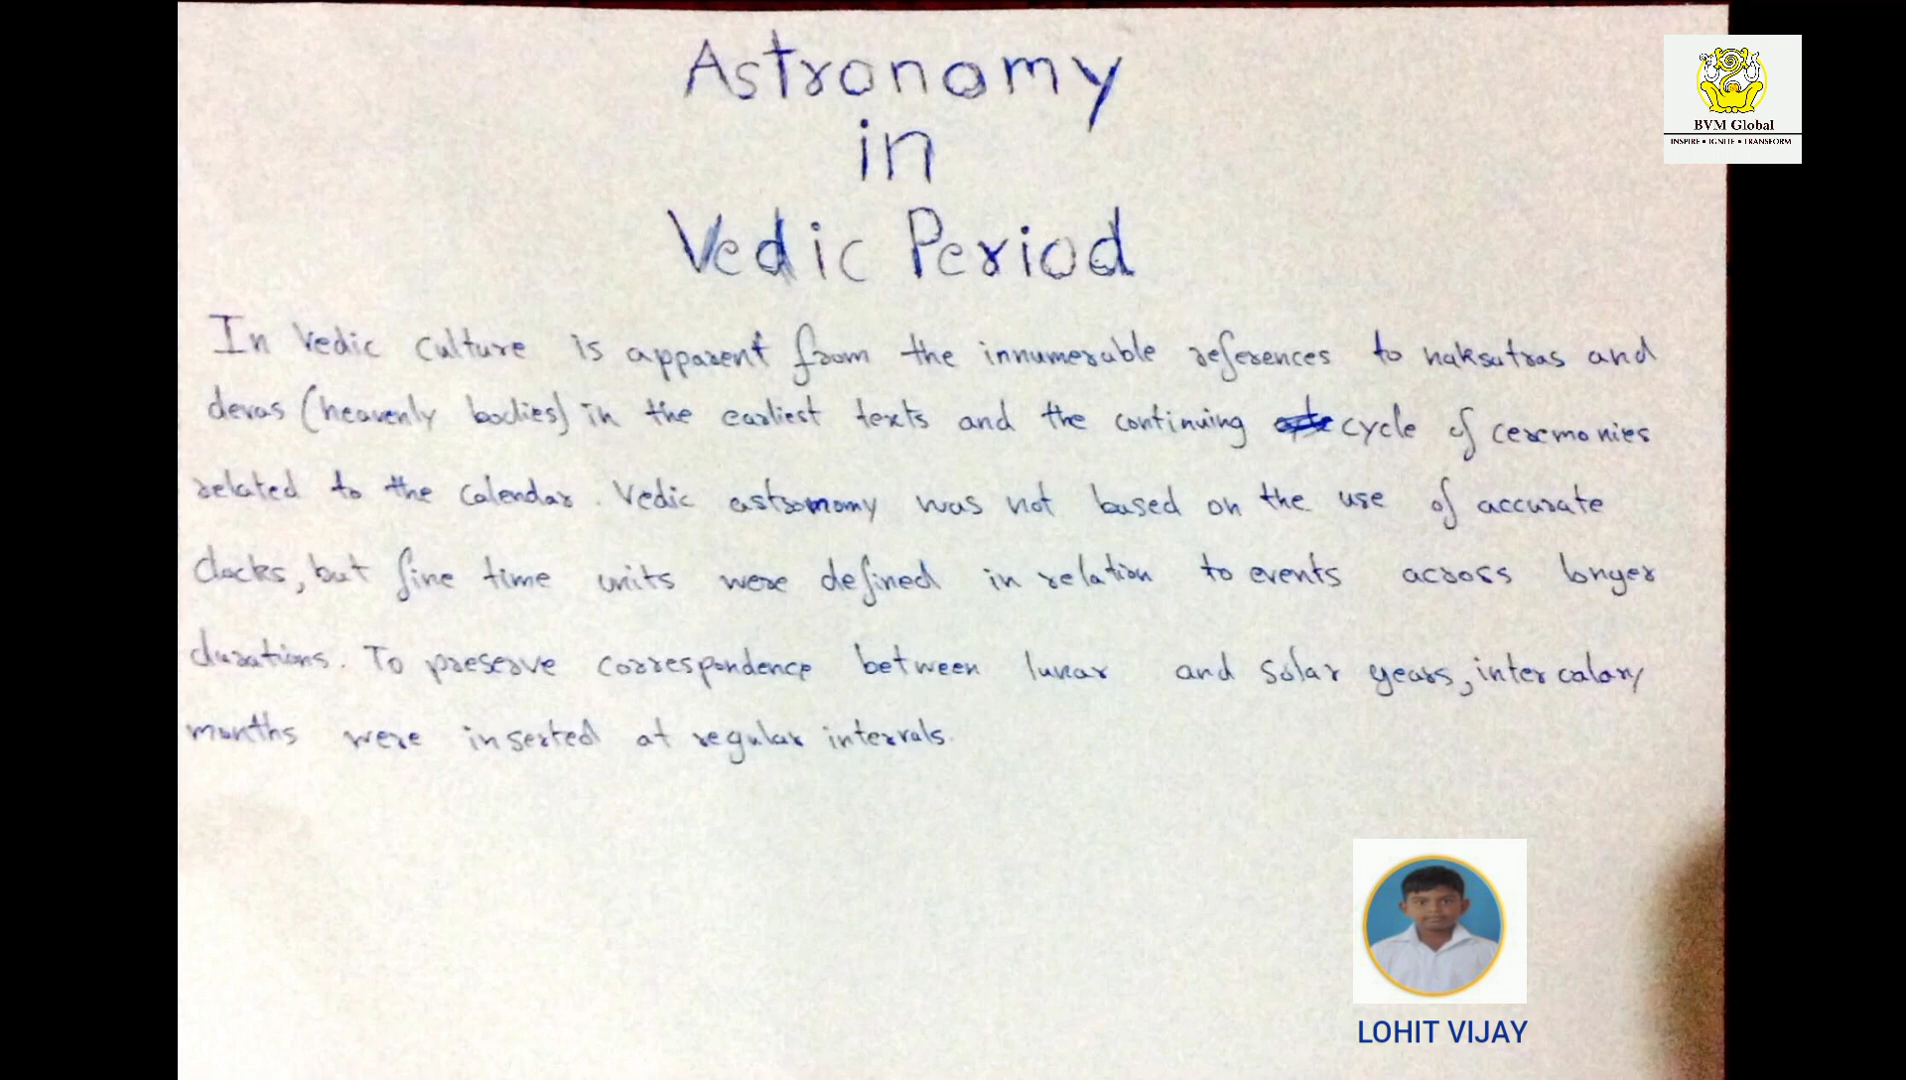 Astronomy
in
Vedic Period
BVM Global
INSPIRE • IGNITE • TRANSFORM
In Vedic culture is apparent from the innumerable references to naksatras and
devas (heavenly bodies) in the earliest texts and the continuing cycle of ceremonies
related to the calendar. Vedic astronomy was not based on the use of accurate
clocks, but fine time units were defined in relation to events across longer
durations. To preserve correspondence between lunar and solar years, inter calary
months were inserted at regular intervals.
LOHIT VIJAY